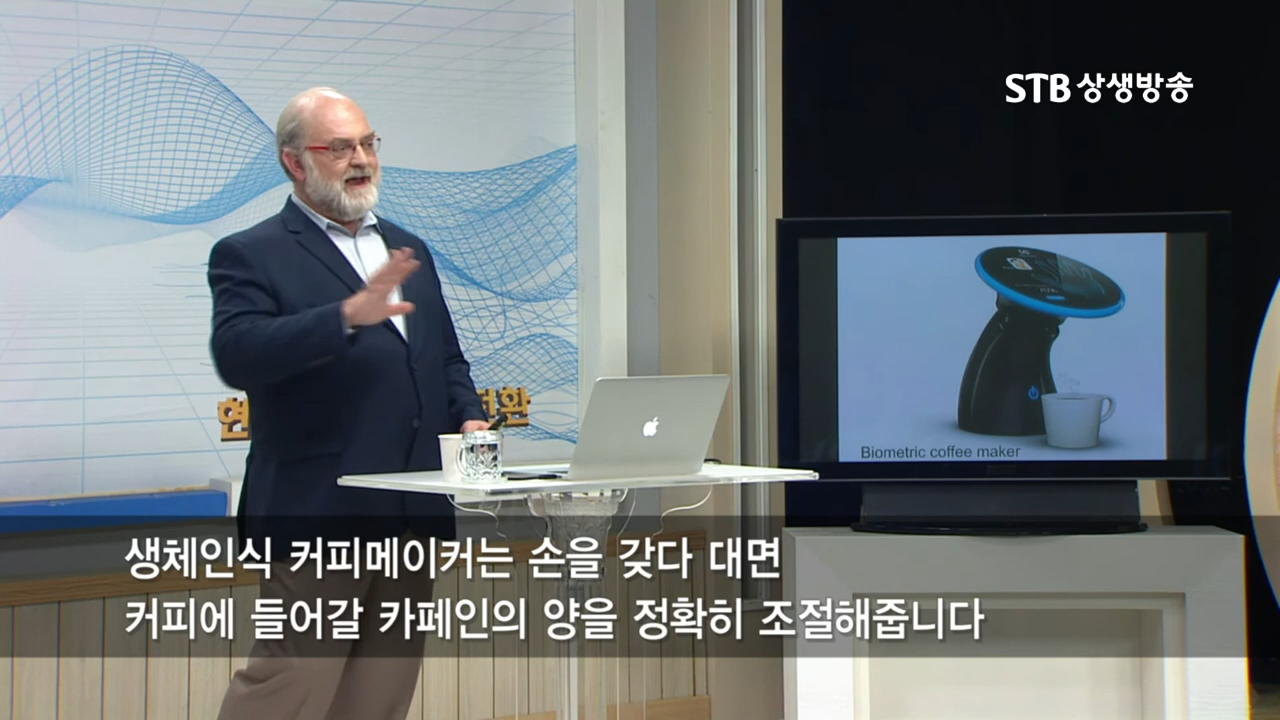 STB 상생방송
Biometric coffee maker
생체인식 커피메이커는 손을 갖다 대면
커피에 들어갈 카페인의 양을 정확히 조절해줍니다